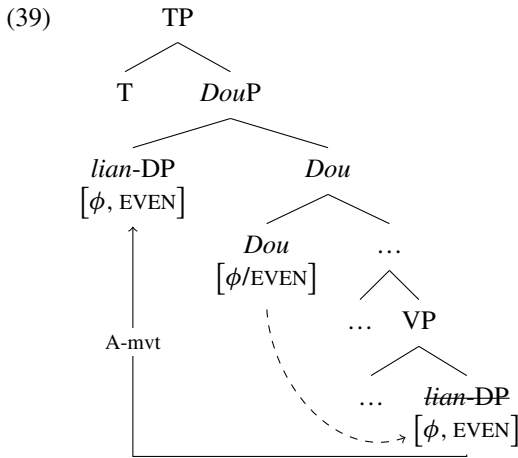 (39) TP
T DouP
lian-DP Dou
[ϕ, EVEN]
Dou …
[ϕ/EVEN]
… VP
A-mvt
… lian-DP
[ϕ, EVEN]